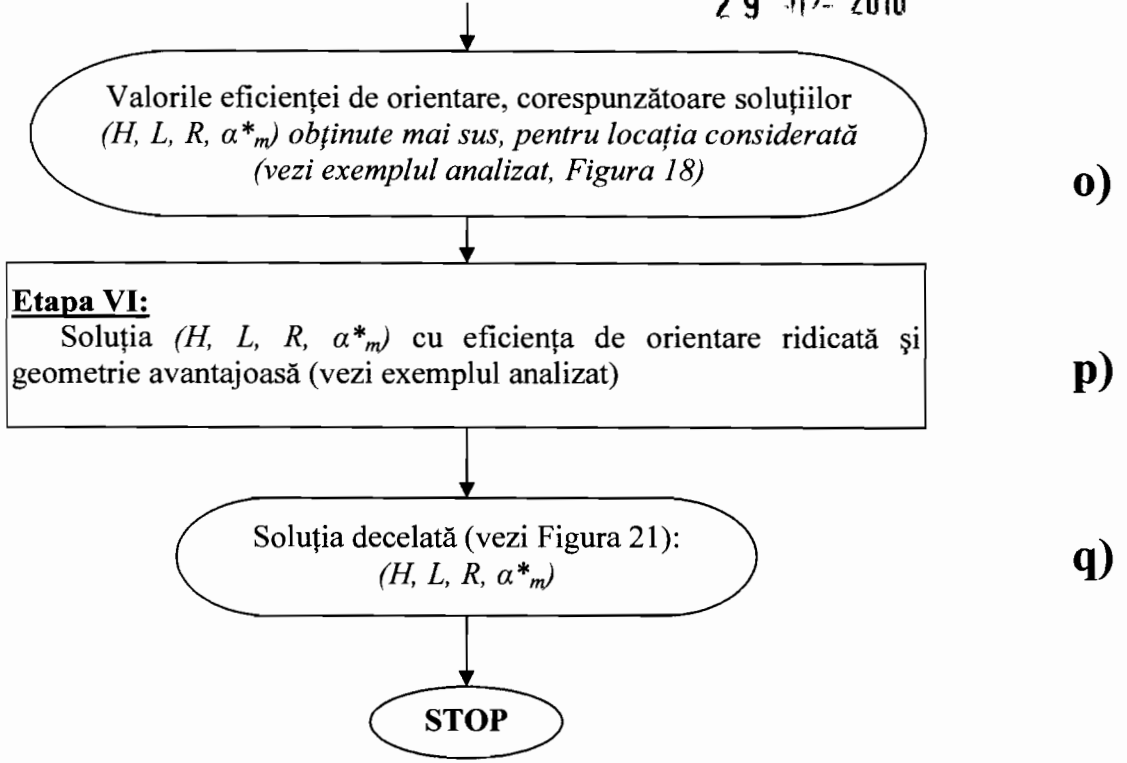 Valorile eficienței de orientare, corespunzătoare soluțiilor
(H, L, R, α*m) obținute mai sus, pentru locația considerată
(vezi exemplul analizat, Figura 18)
o)
Etapa VI:
Soluția (H, L, R, α*m) cu eficiența de orientare ridicată și
geometrie avantajoasă (vezi exemplul analizat)
p)
Soluția decelată (vezi Figura 21):
(H, L, R, α*m)
q)
STOP